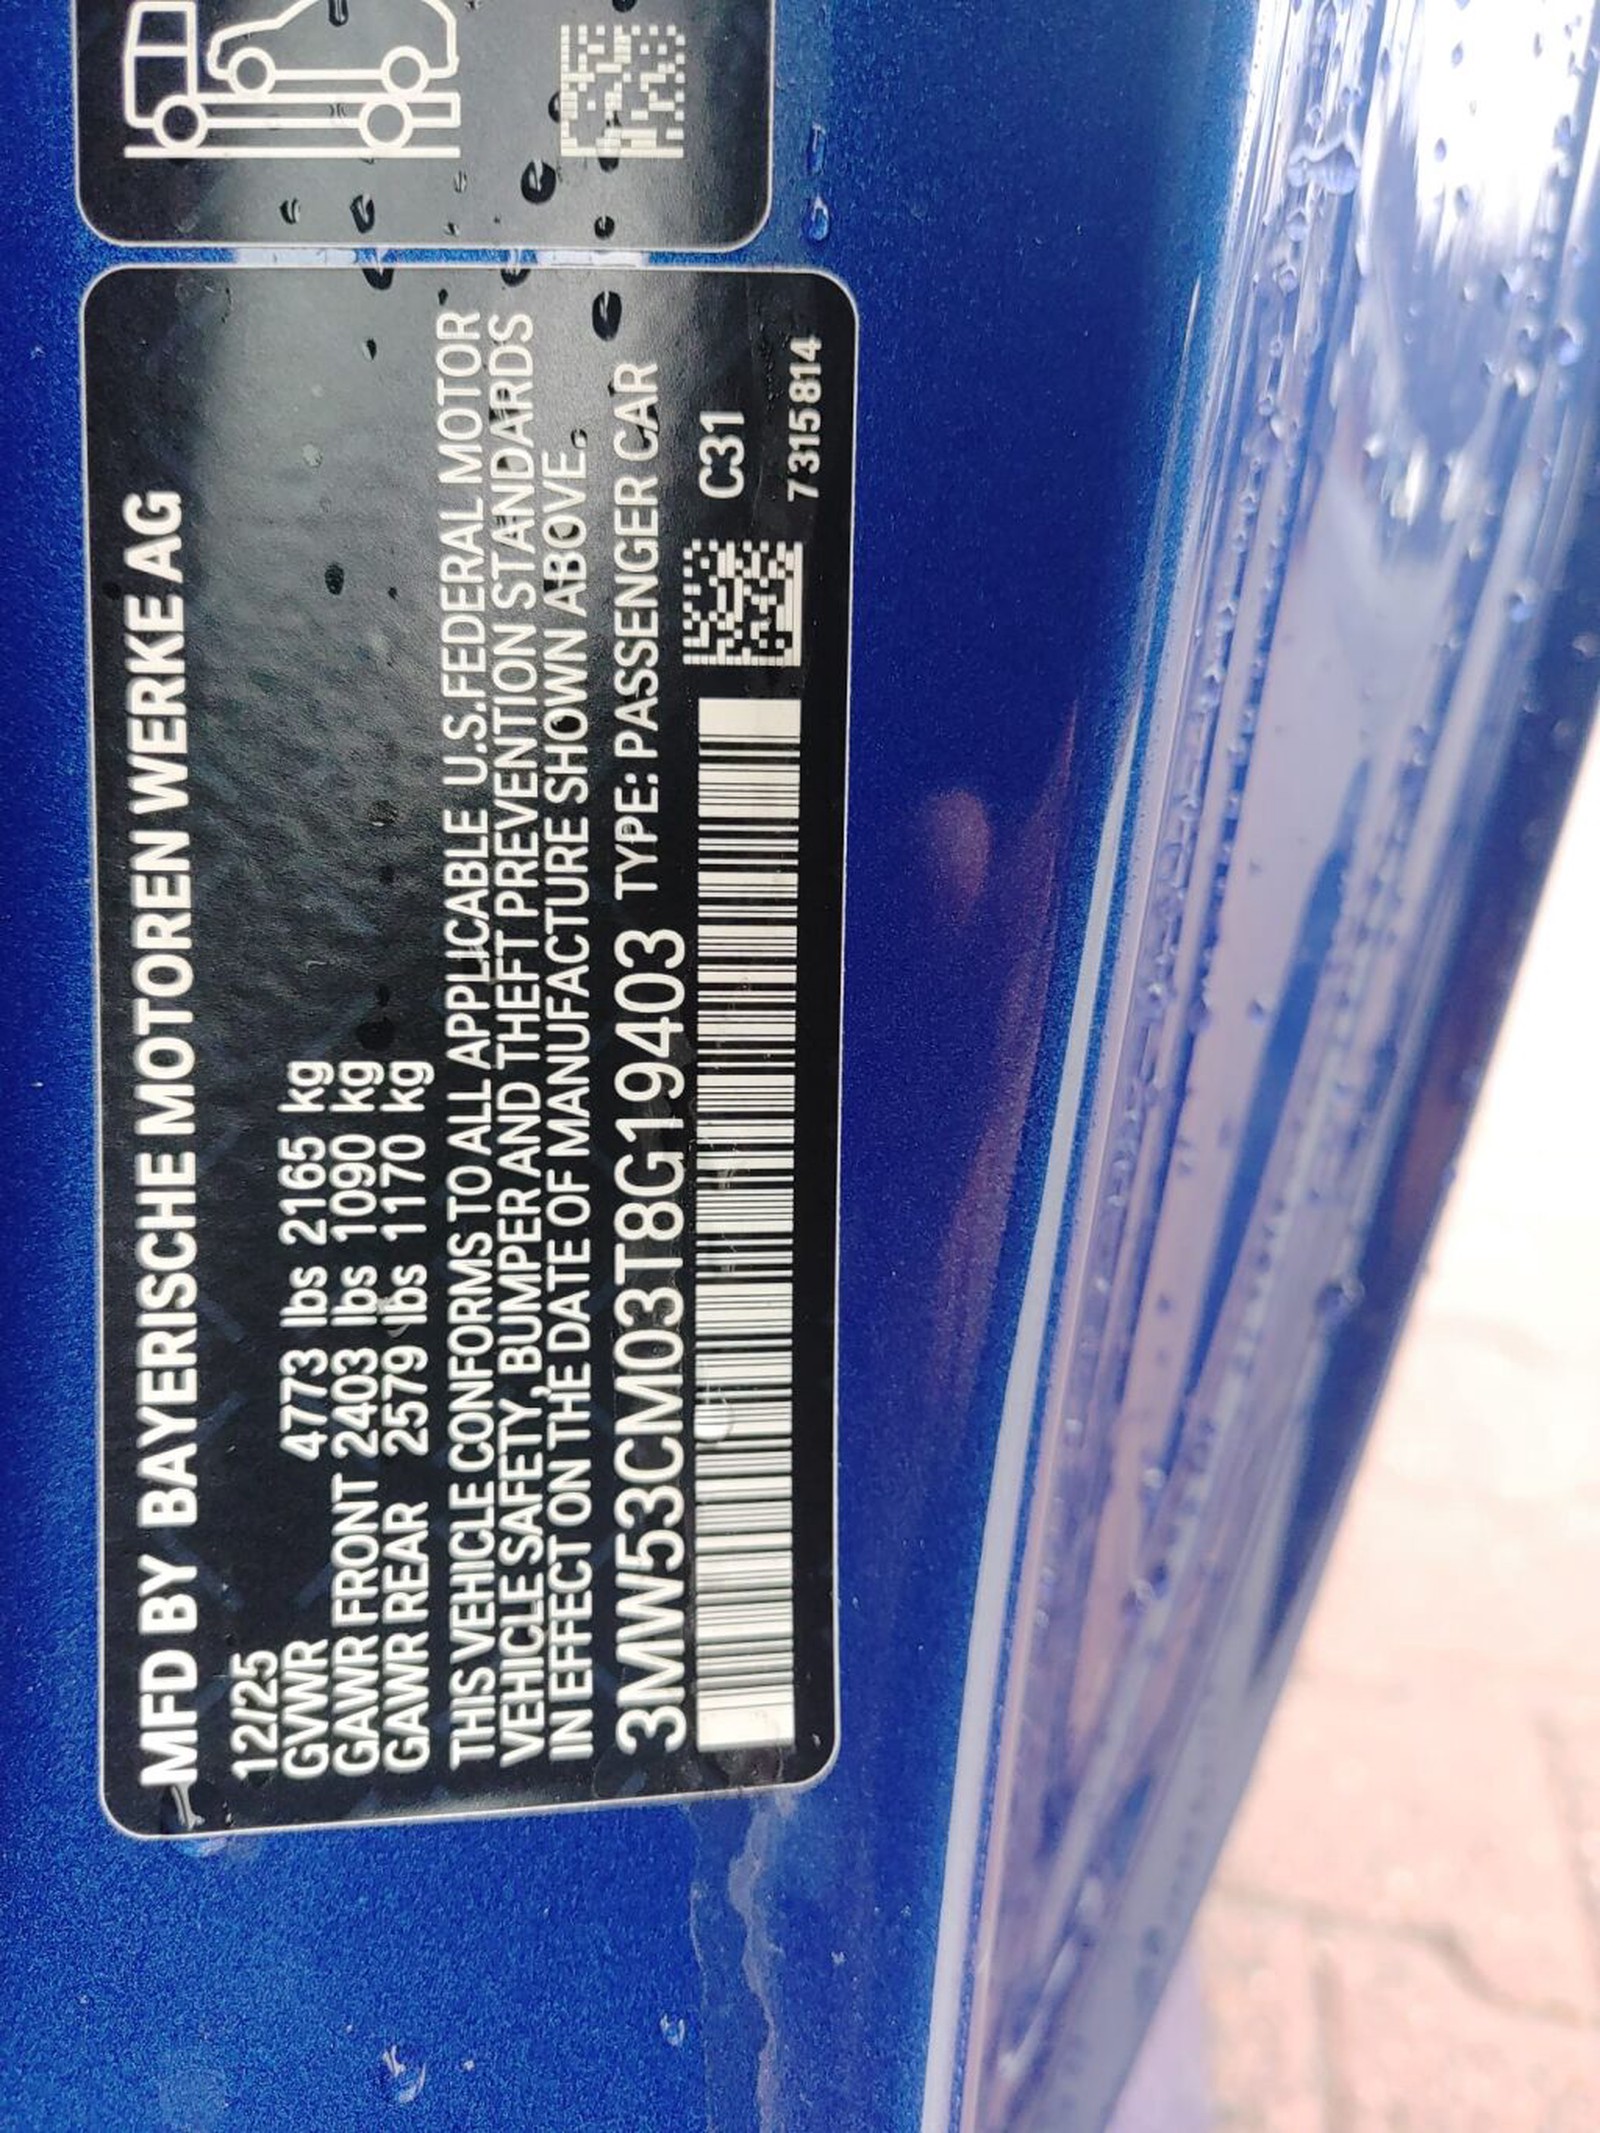 MFD BY BAYERISCHE MOTOREN WERKE AG
12/25
GVWR 4773 lbs 2165 kg
GAWR FRONT 2403 lbs 1090 kg
GAWR REAR 2579 lbs 1170 kg
THIS VEHICLE CONFORMS TO ALL APPLICABLE U.S.FEDERAL MOTOR
VEHICLE SAFETY, BUMPER AND THEFT PREVENTION STANDARDS
IN EFFECT ON THE DATE OF MANUFACTURE SHOWN ABOVE.
3MW53CM03T8G19403 TYPE: PASSENGER CAR
C31
7315814